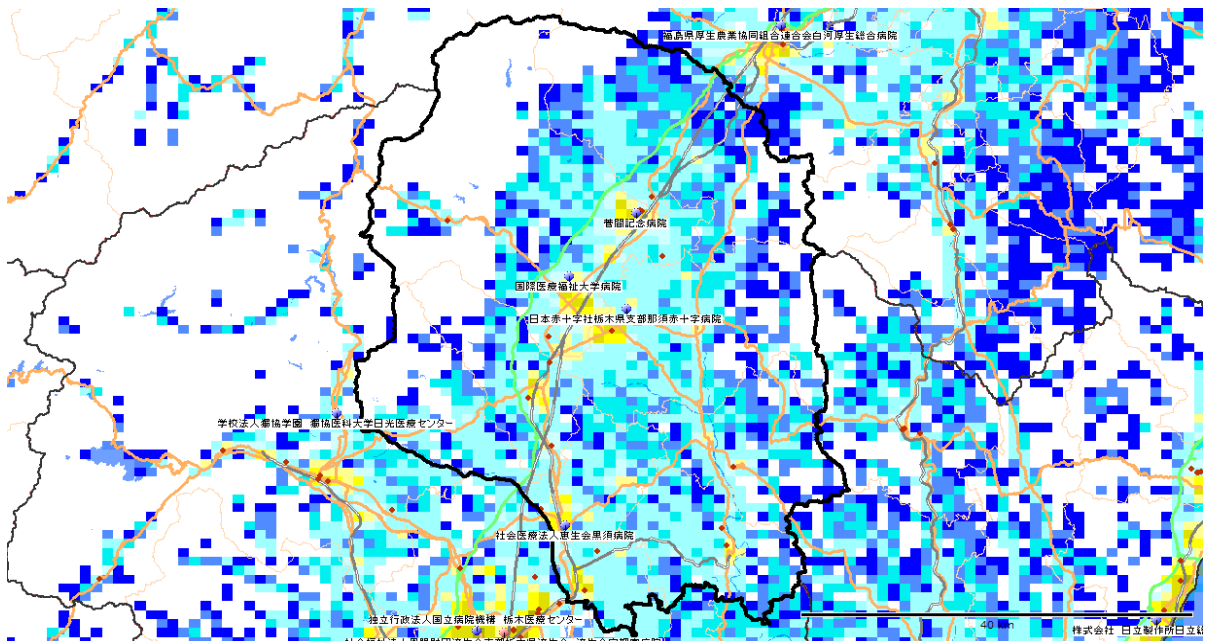 福島県厚生農業協同組合連合会白河厚生総合病院
菅間記念病院
国際医療福祉大学病院
日本赤十字社栃木県支部那須赤十字病院
学校法人獨協学園 獨協医科大学日光医療センター
社会医療法人恵生会黒須病院
独立行政法人国立病院機構 栃木医療センター
40 km
株式会社 日立製作所日立総